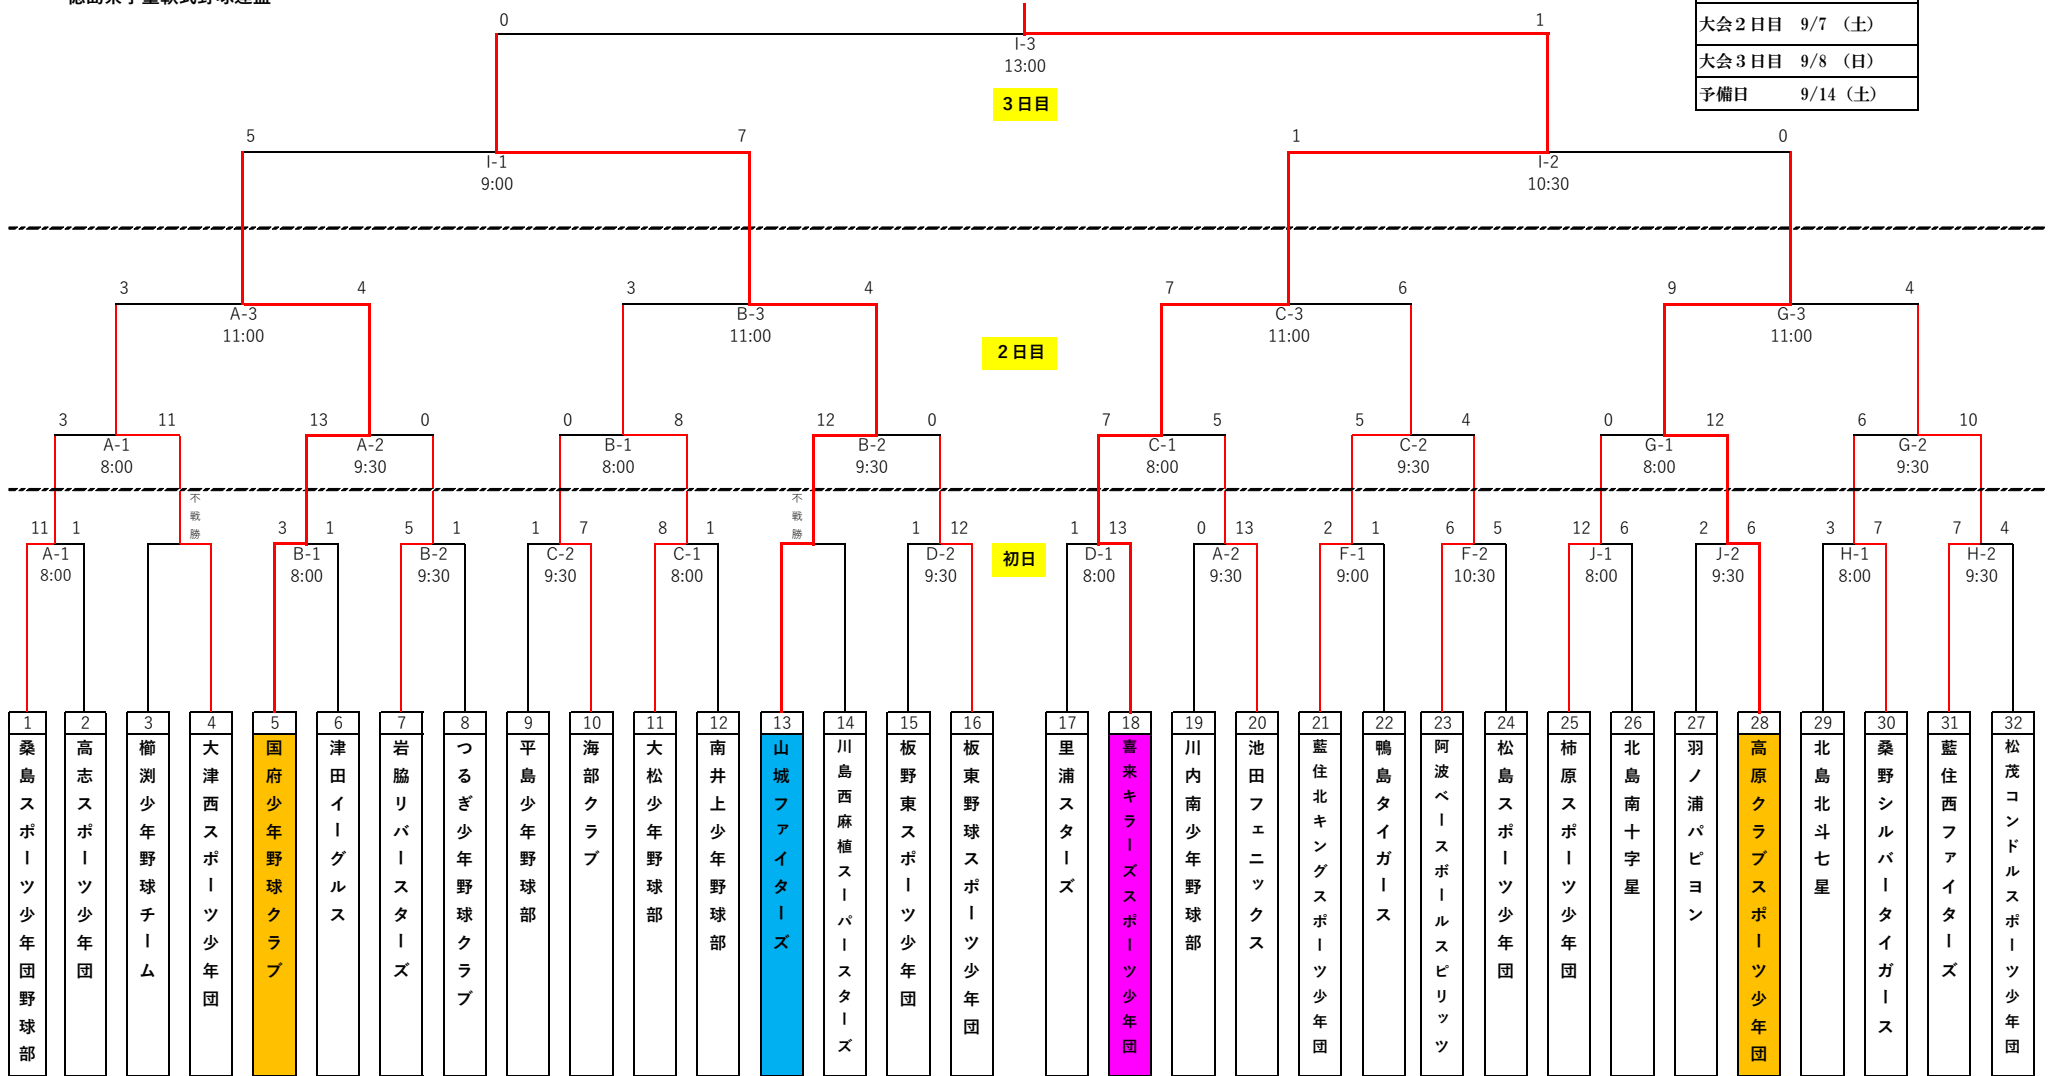 0
1
I-3
13:00
大会２日目 9/7 （土）
大会３日目 9/8 （日）
予備日 9/14（土）
３日目
5
7
1
0
I-1
9:00
I-2
10:30
3
4
3
4
7
6
9
4
A-3
11:00
B-3
11:00
C-3
11:00
G-3
11:00
２日目
3
11
13
0
0
8
12
0
7
5
5
4
0
12
6
10
A-1
8:00
A-2
9:30
B-1
8:00
B-2
9:30
C-1
8:00
C-2
9:30
G-1
8:00
G-2
9:30
不戦勝
不戦勝
11
1
3
1
5
1
1
7
8
1
1
12
1
13
0
13
2
1
6
5
12
6
2
6
3
7
7
4
A-1
8:00
B-1
8:00
B-2
9:30
C-2
9:30
C-1
8:00
D-2
9:30
初日
D-1
8:00
A-2
9:30
F-1
9:00
F-2
10:30
J-1
8:00
J-2
9:30
H-1
8:00
H-2
9:30
1
桑島スポーツ少年団野球部
2
高志スポーツ少年団
3
櫛渕少年野球チーム
4
大津西スポーツ少年団
5
国府少年野球クラブ
6
津田イーグルス
7
岩脇リバースターズ
8
つるぎ少年野球クラブ
9
平島少年野球部
10
海部クラブ
11
大松少年野球部
12
南井上少年野球部
13
山城ファイターズ
14
川島西麻植スーパースターズ
15
板野東スポーツ少年団
16
板東野球スポーツ少年団
17
里浦スターズ
18
喜来キラーズスポーツ少年団
19
川内南少年野球部
20
池田フェニックス
21
藍住北キングスポーツ少年団
22
鴨島タイガース
23
阿波ベースボールスピリッツ
24
松島スポーツ少年団
25
柿原スポーツ少年団
26
北島南十字星
27
羽ノ浦パピヨン
28
高原クラブスポーツ少年団
29
北島北斗七星
30
桑野シルバータイガース
31
藍住西ファイターズ
32
松茂コンドルスポーツ少年団